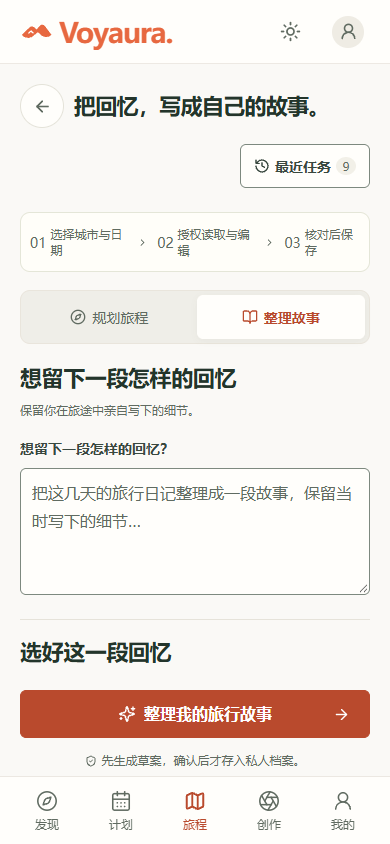 Voyaura.
把回忆，写成自己的故事。
最近任务 9
01 选择城市与日
期
02 授权读取与编
辑
03 核对后保
存
规划旅程
整理故事
想留下一段怎样的回忆
保留你在旅途中亲自写下的细节。
想留下一段怎样的回忆？
把这几天的旅行日记整理成一段故事，保留当
时写下的细节…
选好这一段回忆
整理我的旅行故事
先生成草案，确认后才存入私人档案。
发现
计划
旅程
创作
我的